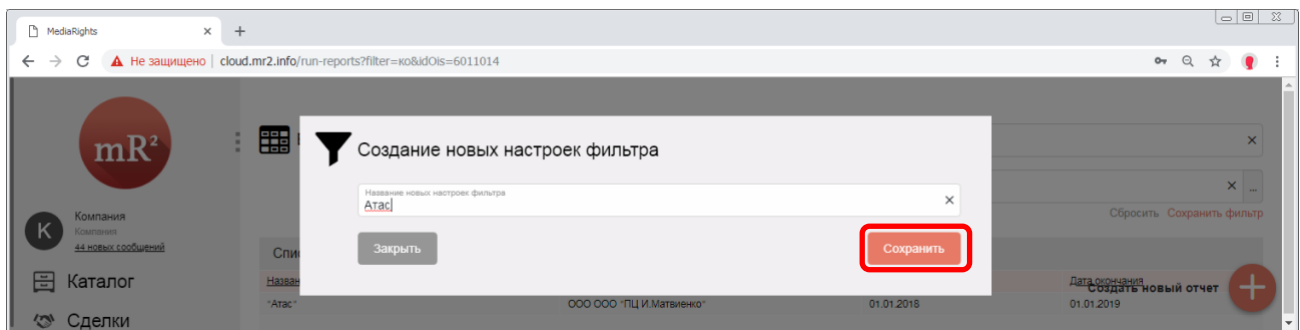 MediaRights
Не защищено | cloud.mr2.info/run-reports?filter=ко&idOis=6011014
mR²
Создание новых настроек фильтра
Название новых настроек фильтра
Атас
...
Компания
K
Компания
44 новых сообщений
Сбросить Сохранить фильтр
Закрыть
Сохранить
Каталог
Дата окончания
Создать новый отчет
"Атас"
ООО ООО "ПЦ И.Матвиенко"
01.01.2018
01.01.2019
Сделки